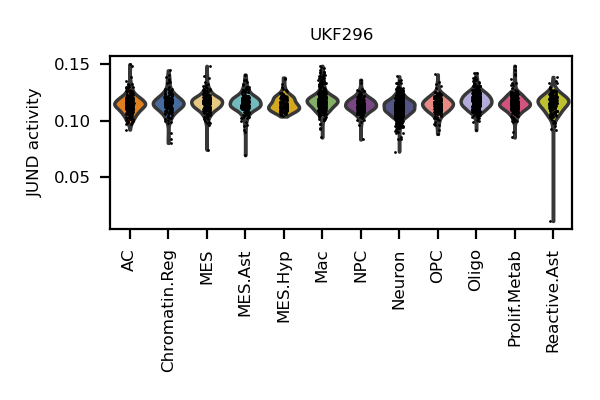 UKF296
JUND activity
0.15
0.10
0.05
AC
Chromatin.Reg
MES
MES.Ast
MES.Hyp
Mac
NPC
Neuron
OPC
Oligo
Prolif.Metab
Reactive.Ast